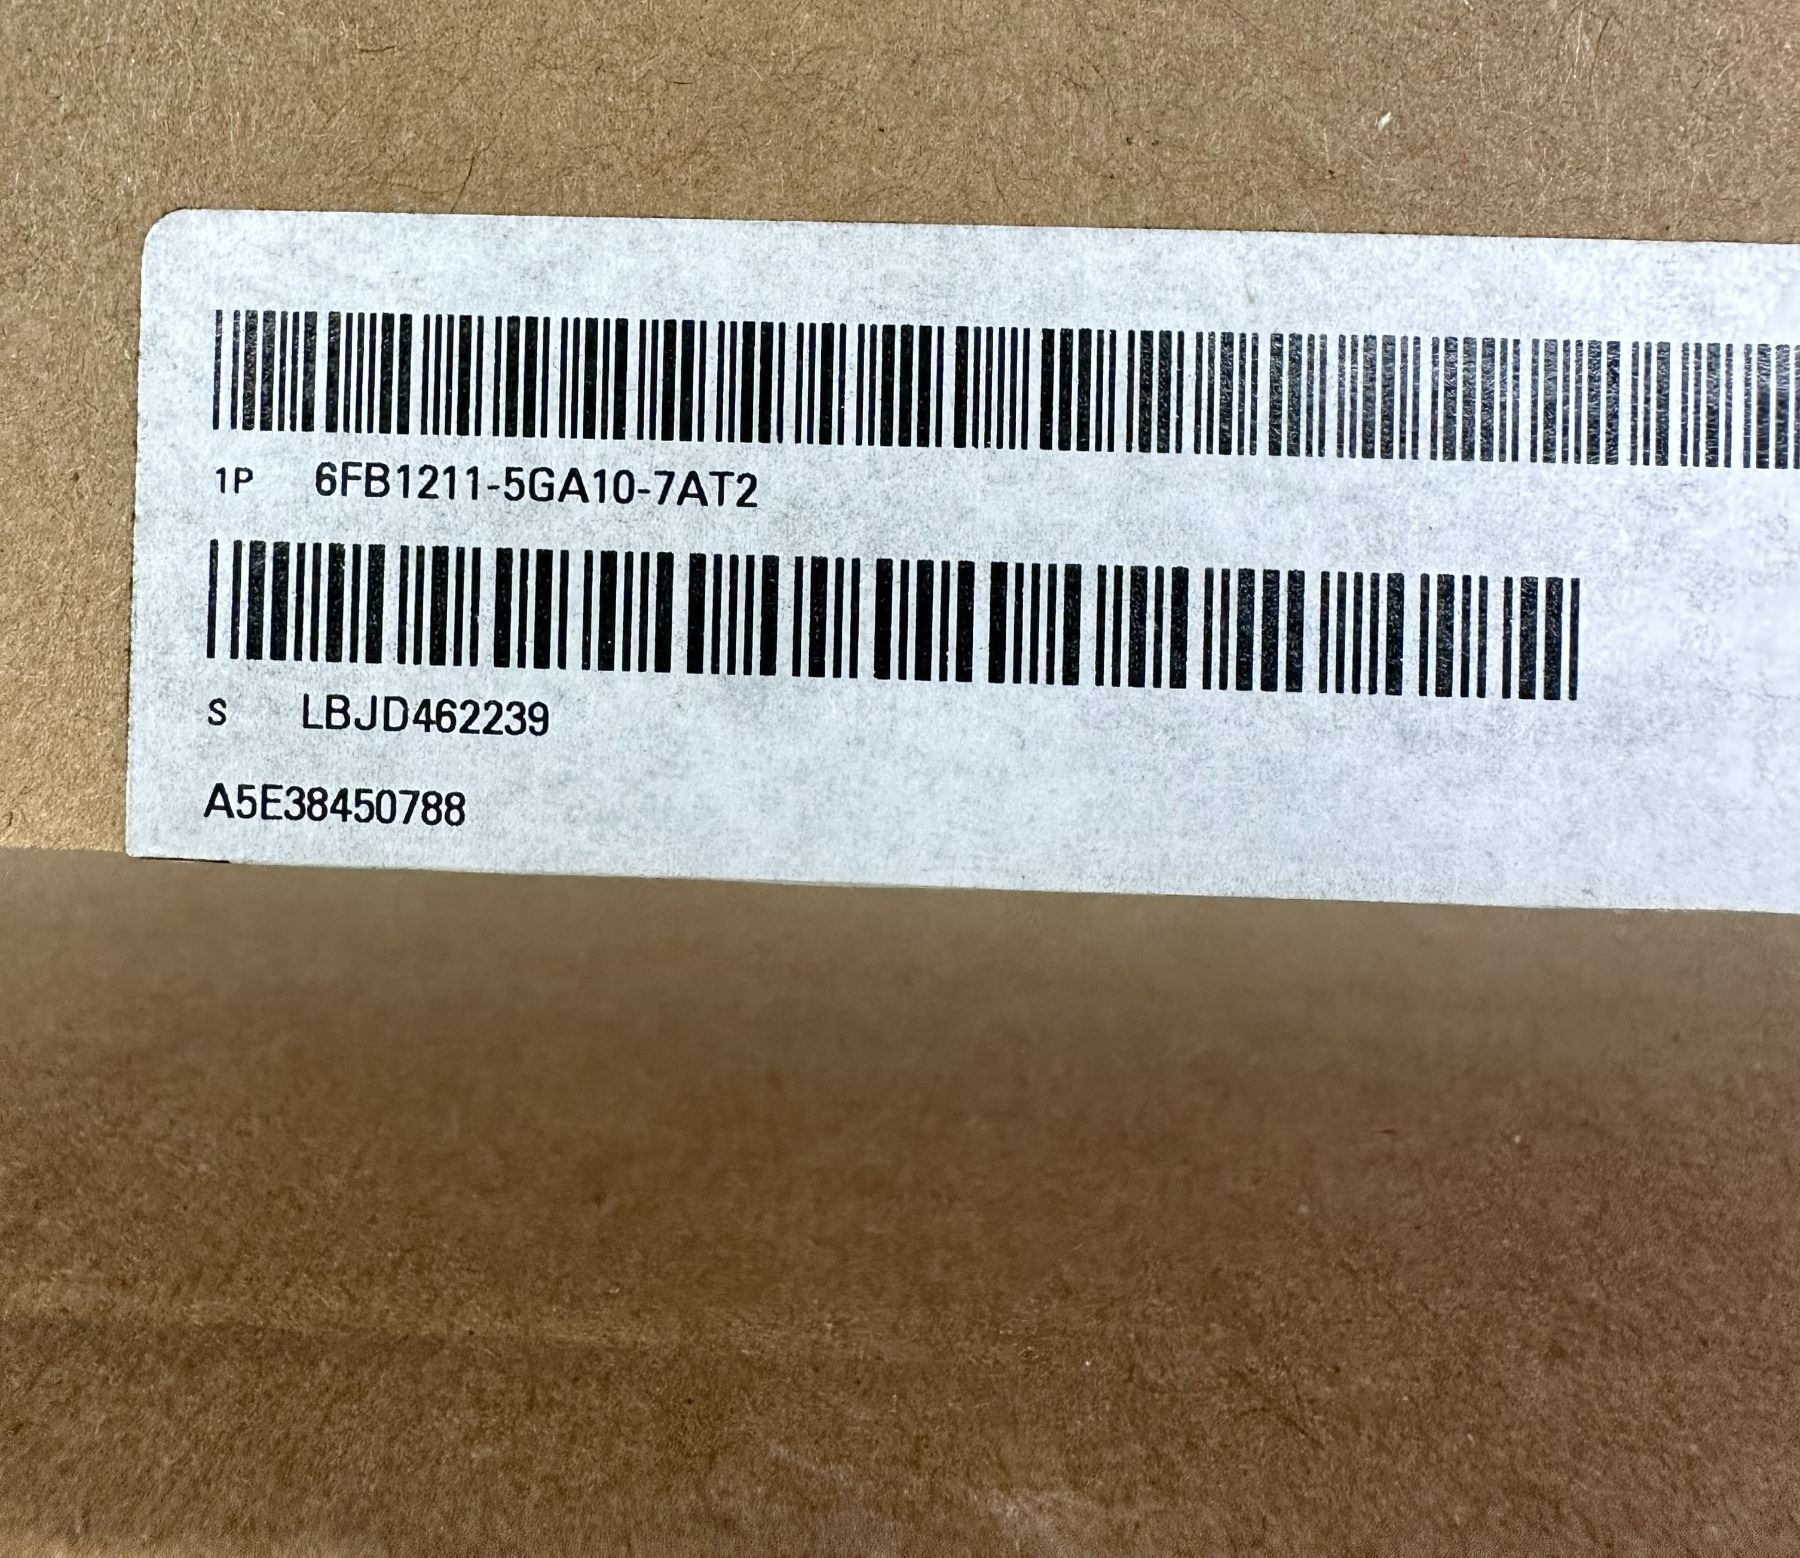 1P 6FB1211-5GA10-7AT2
S LBJD462239
A5E38450788